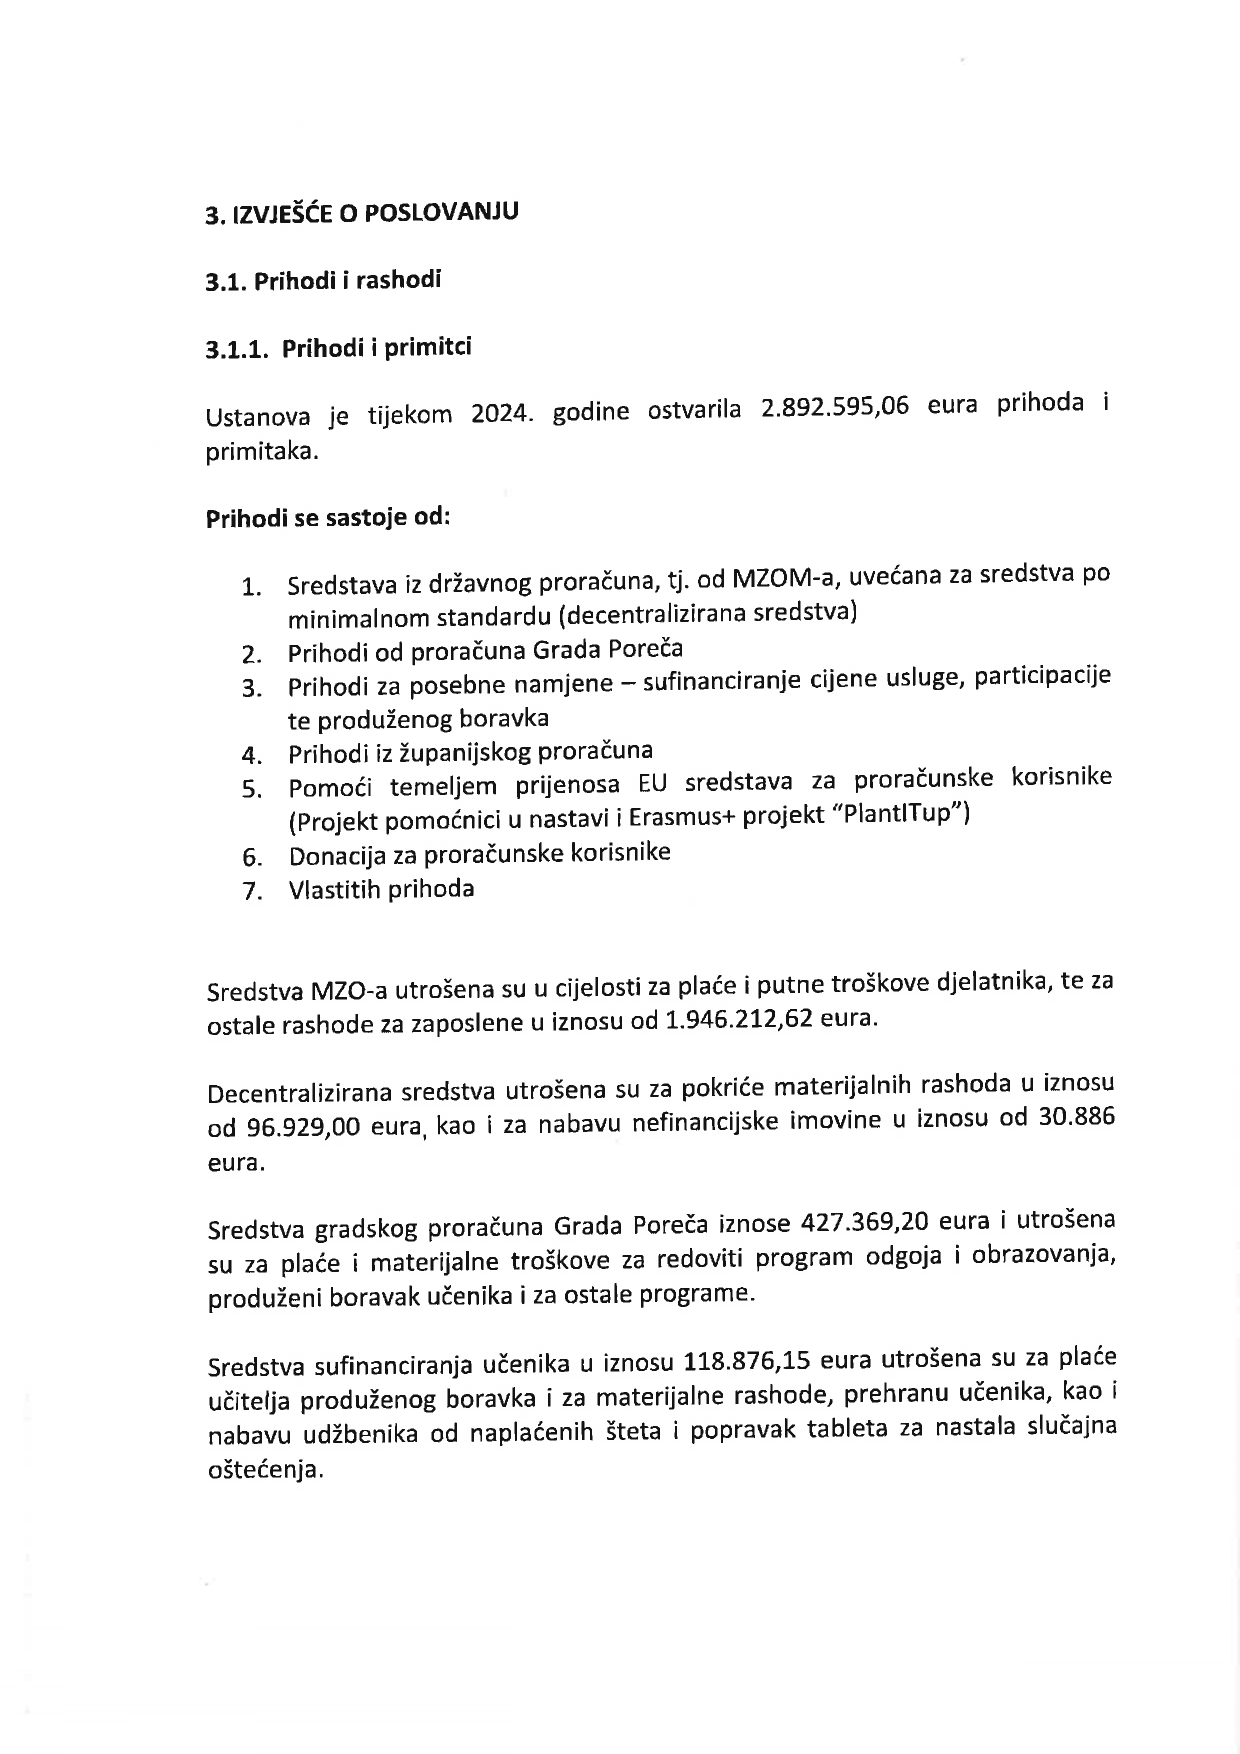 3. IZVJEŠĆE O POSLOVANJU
3.1. Prihodi i rashodi
3.1.1. Prihodi i primitci
Ustanova je tijekom 2024. godine ostvarila 2.892.595,06 eura prihoda i
primitaka.
Prihodi se sastoje od:
1. Sredstava iz državnog proračuna, tj. od MZOM-a, uvećana za sredstva po
minimalnom standardu (decentralizirana sredstva)
2. Prihodi od proračuna Grada Poreča
3. Prihodi za posebne namjene – sufinanciranje cijene usluge, participacije
te produženog boravka
4. Prihodi iz županijskog proračuna
5. Pomoći temeljem prijenosa EU sredstava za proračunske korisnike
(Projekt pomoćnici u nastavi i Erasmus+ projekt “PlantITup”)
6. Donacija za proračunske korisnike
7. Vlastitih prihoda
Sredstva MZO-a utrošena su u cijelosti za plaće i putne troškove djelatnika, te za
ostale rashode za zaposlene u iznosu od 1.946.212,62 eura.
Decentralizirana sredstva utrošena su za pokriće materijalnih rashoda u iznosu
od 96.929,00 eura, kao i za nabavu nefinancijske imovine u iznosu od 30.886
eura.
Sredstva gradskog proračuna Grada Poreča iznose 427.369,20 eura i utrošena
su za plaće i materijalne troškove za redoviti program odgoja i obrazovanja,
produženi boravak učenika i za ostale programe.
Sredstva sufinanciranja učenika u iznosu 118.876,15 eura utrošena su za plaće
učitelja produženog boravka i za materijalne rashode, prehranu učenika, kao i
nabavu udžbenika od naplaćenih šteta i popravak tableta za nastala slučajna
oštećenja.